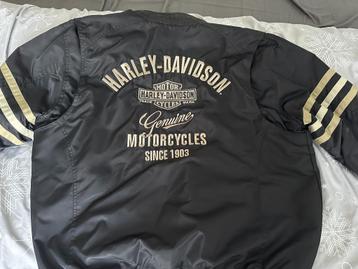 HARLEY-DAVIDSON
MOTOR
HARLEY-DAVIDSON
CYCLES
Genuine
MOTORCYCLES
SINCE 1903